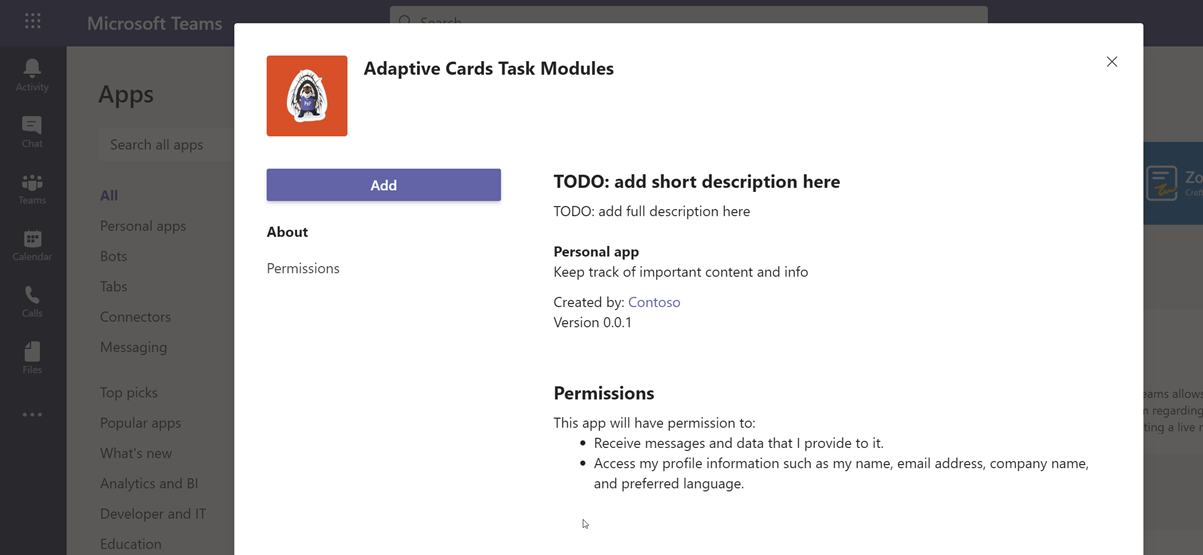 Microsoft Teams
Search
Activity
Chat
Teams
Calendar
Calls
Files
Apps
Search all apps
All
Personal apps
Bots
Tabs
Connectors
Messaging
Top picks
Popular apps
What's new
Analytics and BI
Developer and IT
Education
Adaptive Cards Task Modules
Add
About
Permissions
TODO: add short description here
TODO: add full description here
Personal app
Keep track of important content and info
Created by: Contoso
Version 0.0.1
Permissions
This app will have permission to:
• Receive messages and data that I provide to it.
• Access my profile information such as my name, email address, company name,
and preferred language.
Zo
eams allows
regarding
ting a live